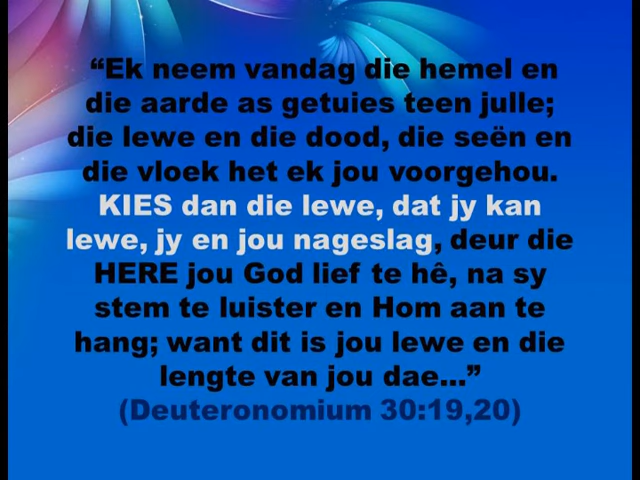 “Ek neem vandag die hemel en
die aarde as getuies teen julle;
die lewe en die dood, die seën en
die vloek het ek jou voorgehou.
KIES dan die lewe, dat jy kan
lewe, jy en jou nageslag, deur die
HERE jou God lief te hê, na sy
stem te luister en Hom aan te
hang; want dit is jou lewe en die
lengte van jou dae...”
(Deuteronomium 30:19,20)